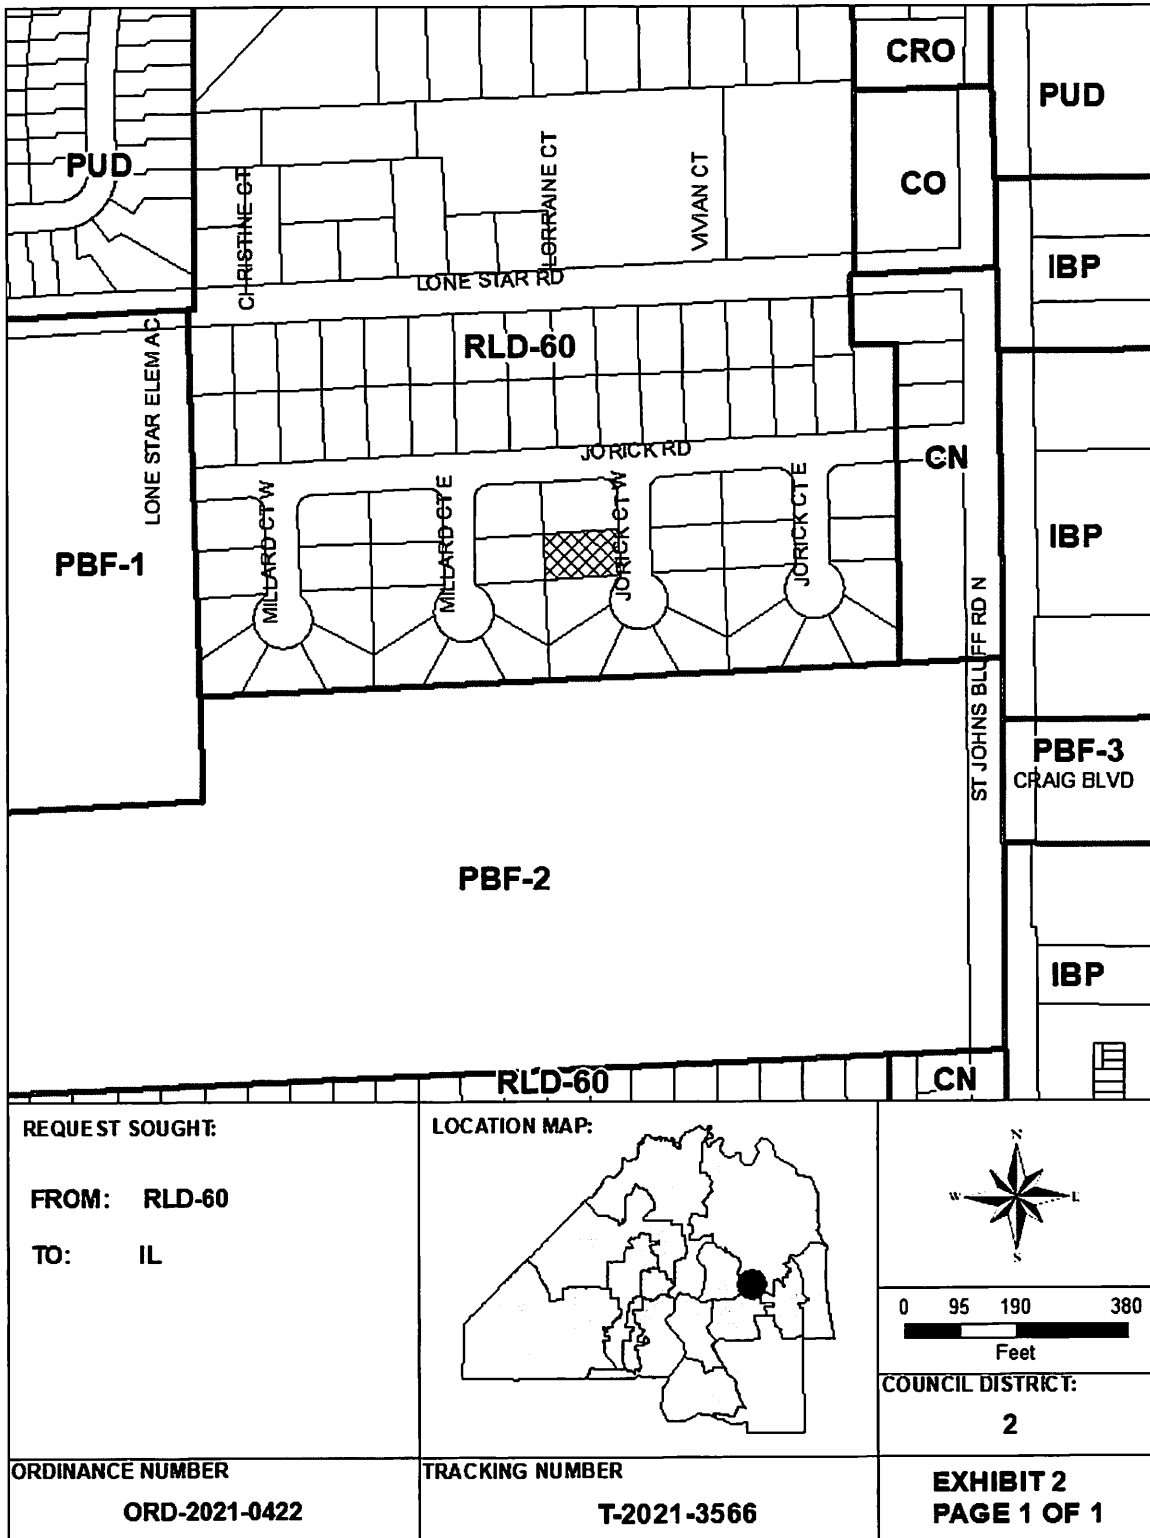 CRO
PUD
PUD
CO
CHRISTINE CT
LORRAINE CT
VIVIAN CT
IBP
LONE STAR RD
LONE STAR ELEM AC
RLD-60
JORICK RD
CN
MILLARD CT W
MILLARD CT E
JORICK CT W
JORICK CT E
PBF-1
IBP
ST JOHNS BLUFF RD N
PBF-3
CRAIG BLVD
PBF-2
IBP
RLD-60
CN
REQUEST SOUGHT:
FROM: RLD-60
TO: IL
LOCATION MAP:
N
W
E
S
0 95 190 380
Feet
COUNCIL DISTRICT:
2
ORDINANCE NUMBER
ORD-2021-0422
TRACKING NUMBER
T-2021-3566
EXHIBIT 2
PAGE 1 OF 1